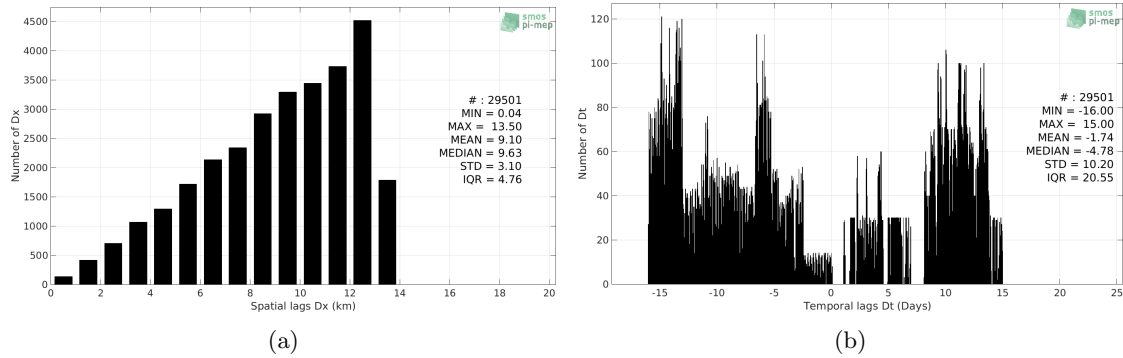 4500
4000
3500
3000
2500
2000
1500
1000
500
0
Number of Dx
0 2 4 6 8 10 12 14 16 18 20
Spatial lags Dx (km)
smos
pi-mep
# : 29501
MIN = 0.04
MAX = 13.50
MEAN = 9.10
MEDIAN = 9.63
STD = 3.10
IQR = 4.76
(a)
120
100
80
60
40
20
0
Number of Dt
-15 -10 -5 0 5 10 15 20 25
Temporal lags Dt (Days)
smos
pi-mep
# : 29501
MIN = -16.00
MAX = 15.00
MEAN = -1.74
MEDIAN = -4.78
STD = 10.20
IQR = 20.55
(b)